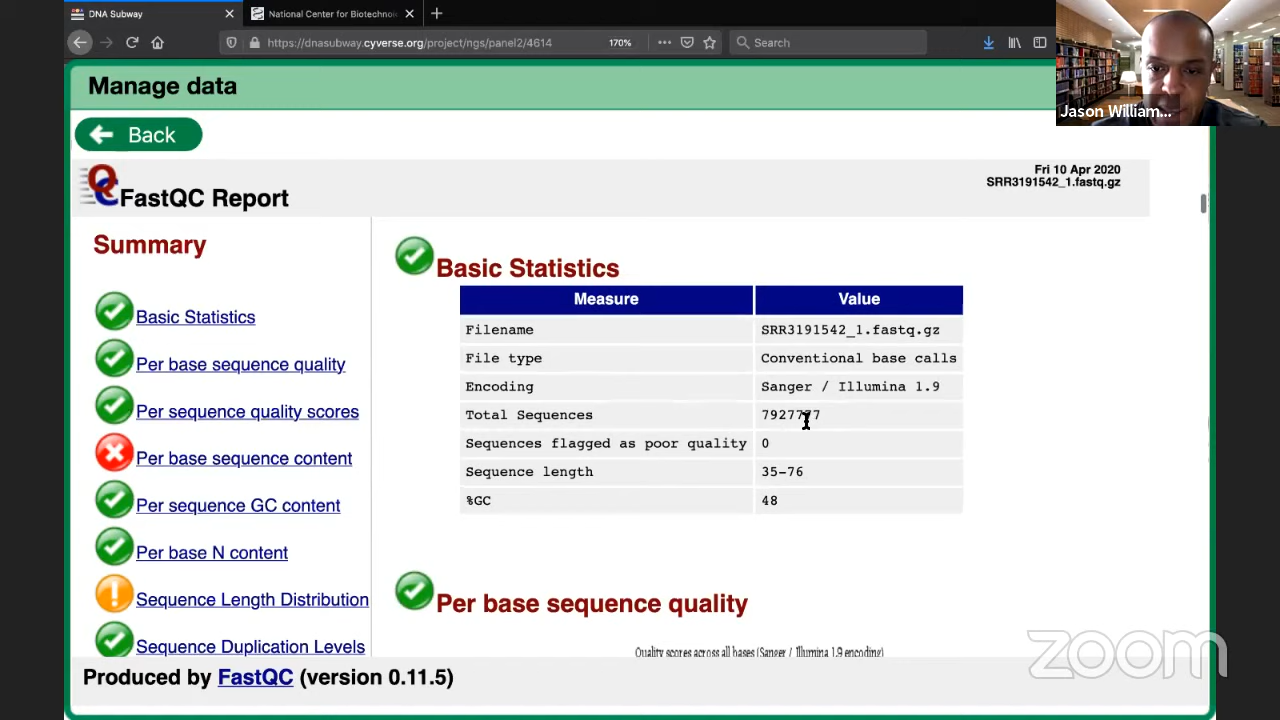 DNA Subway
National Center for Biotechnol
https://dnasubway.cyverse.org/project/ngs/panel2/4614
170%
Search
Jason William...
Manage data
Back
FastQC Report
Fri 10 Apr 2020
SRR3191542_1.fastq.gz
Summary
Basic Statistics
Per base sequence quality
Per sequence quality scores
Per base sequence content
Per sequence GC content
Per base N content
Sequence Length Distribution
Sequence Duplication Levels
Basic Statistics
Measure Value
Filename SRR3191542_1.fastq.gz
File type Conventional base calls
Encoding Sanger / Illumina 1.9
Total Sequences 7927777
Sequences flagged as poor quality 0
Sequence length 35-76
%GC 48
Per base sequence quality
Quality scores across all bases (Sanger / Illumina 1.9 encoding)
Produced by FastQC (version 0.11.5)
zoom